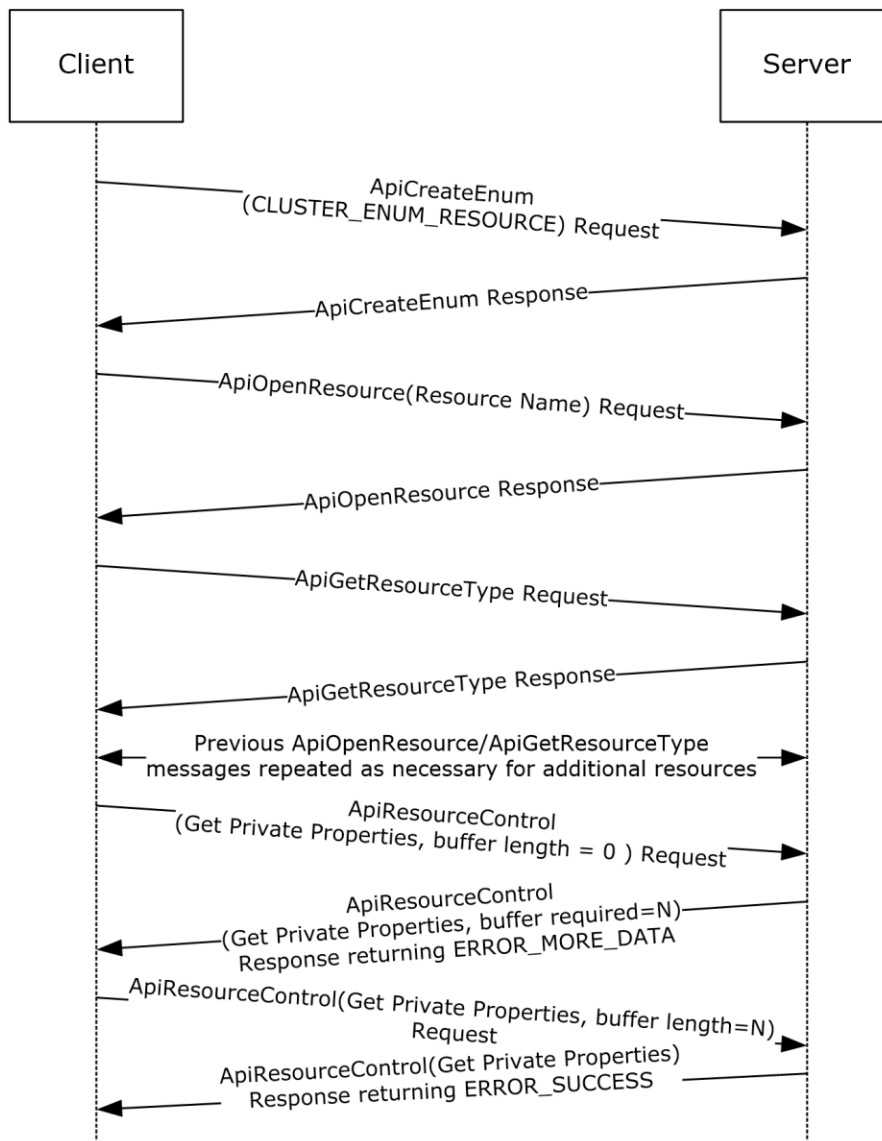 Client
Server
ApiCreateEnum
(CLUSTER_ENUM_RESOURCE) Request
ApiCreateEnum Response
ApiOpenResource(Resource Name) Request
ApiOpenResource Response
ApiGetResourceType Request
ApiGetResourceType Response
Previous ApiOpenResource/ApiGetResourceType
messages repeated as necessary for additional resources
ApiResourceControl
(Get Private Properties, buffer length = 0 ) Request
ApiResourceControl
(Get Private Properties, buffer required=N)
Response returning ERROR_MORE_DATA
ApiResourceControl(Get Private Properties, buffer length=N)
Request
ApiResourceControl(Get Private Properties)
Response returning ERROR_SUCCESS